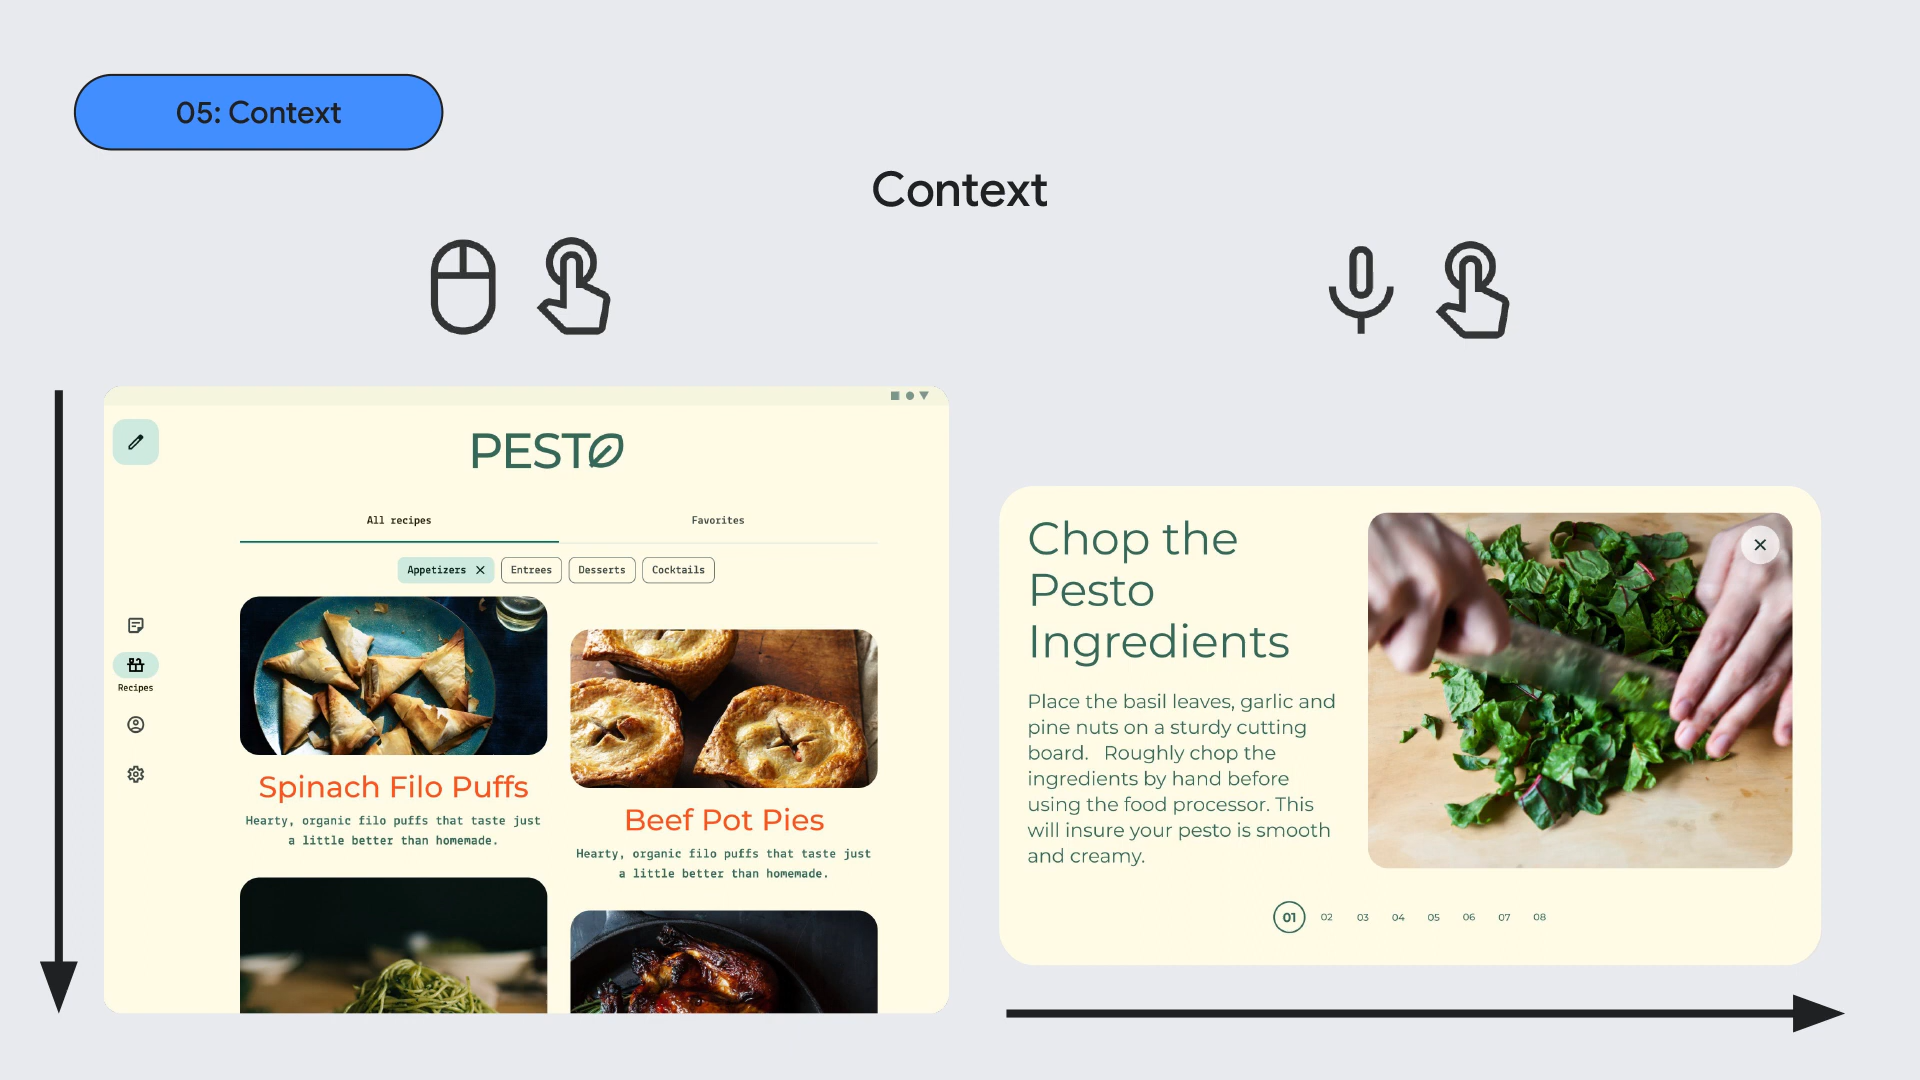 05: Context
Context
PESTO
All recipes
Favorites
Appetizers
Entrees
Desserts
Cocktails
Recipes
Spinach Filo Puffs
Hearty, organic filo puffs that taste just
a little better than homemade.
Beef Pot Pies
Hearty, organic filo puffs that taste just
a little better than homemade.
Chop the
Pesto
Ingredients
Place the basil leaves, garlic and
pine nuts on a sturdy cutting
board. Roughly chop the
ingredients by hand before
using the food processor. This
will insure your pesto is smooth
and creamy.
01 02 03 04 05 06 07 08